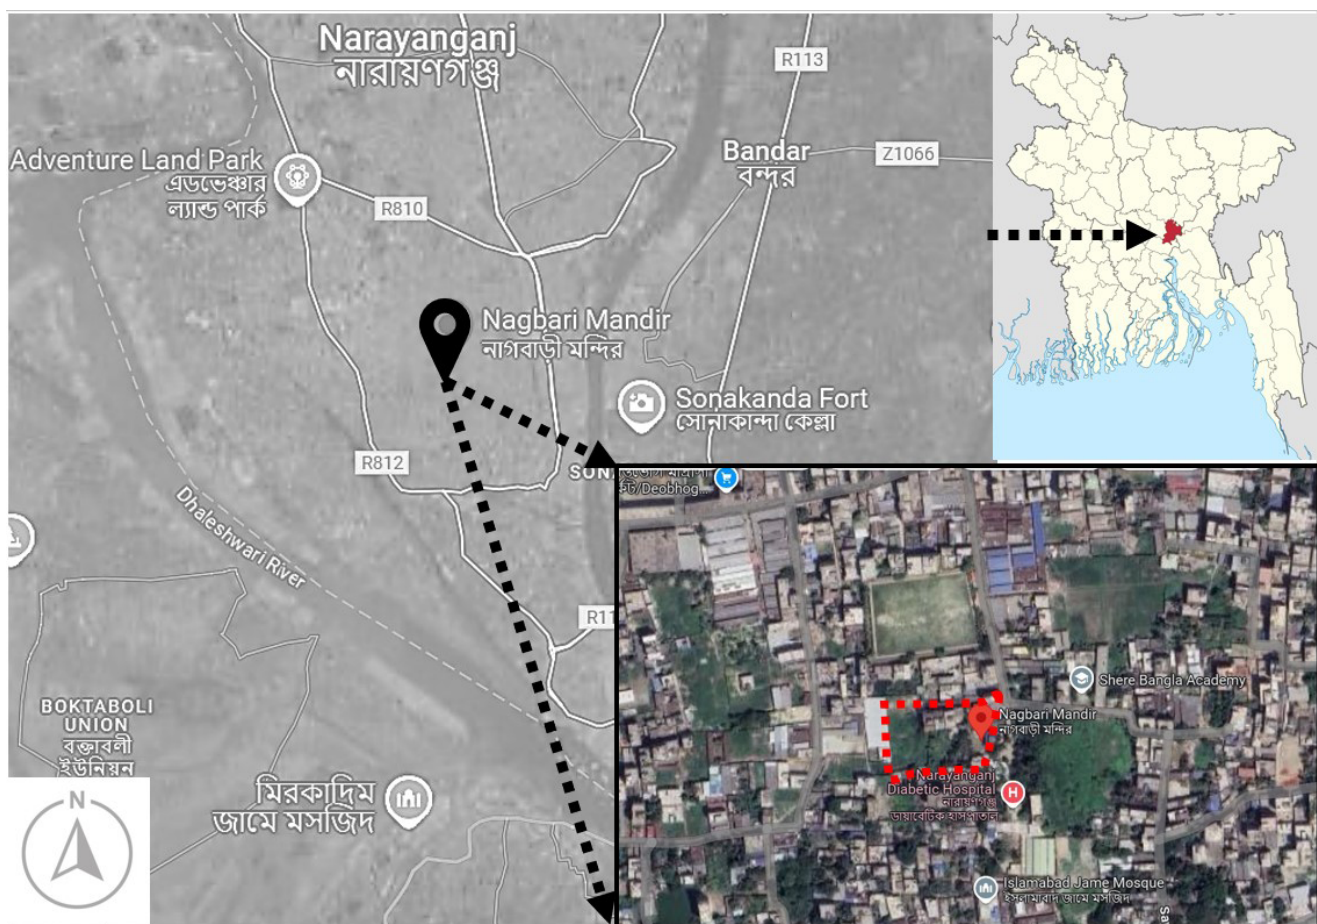 Narayanganj
নারায়ণগঞ্জ
R113
Adventure Land Park
এডভেঞ্চার
ল্যান্ড পার্ক
Bandar
বন্দর
Z1066
R810
Nagbari Mandir
নাগবাড়ী মন্দির
Sonakanda Fort
সোনাকান্দা কেল্লা
R812
Dhaleshwari River
BOKTABOLI
UNION
বক্তাবলী
ইউনিয়ন
মিরকাদিম
জামে মসজিদ
N
/Deobhog...
Shere Bangla Academy
Nagbari Mandir
নাগবাড়ী মন্দির
Narayanganj
Diabetic Hospital
নারায়ণগঞ্জ
ডায়াবেটিক হাসপাতাল
H
Islamabad Jame Mosque
ইসলামাবাদ জামে মসজিদ